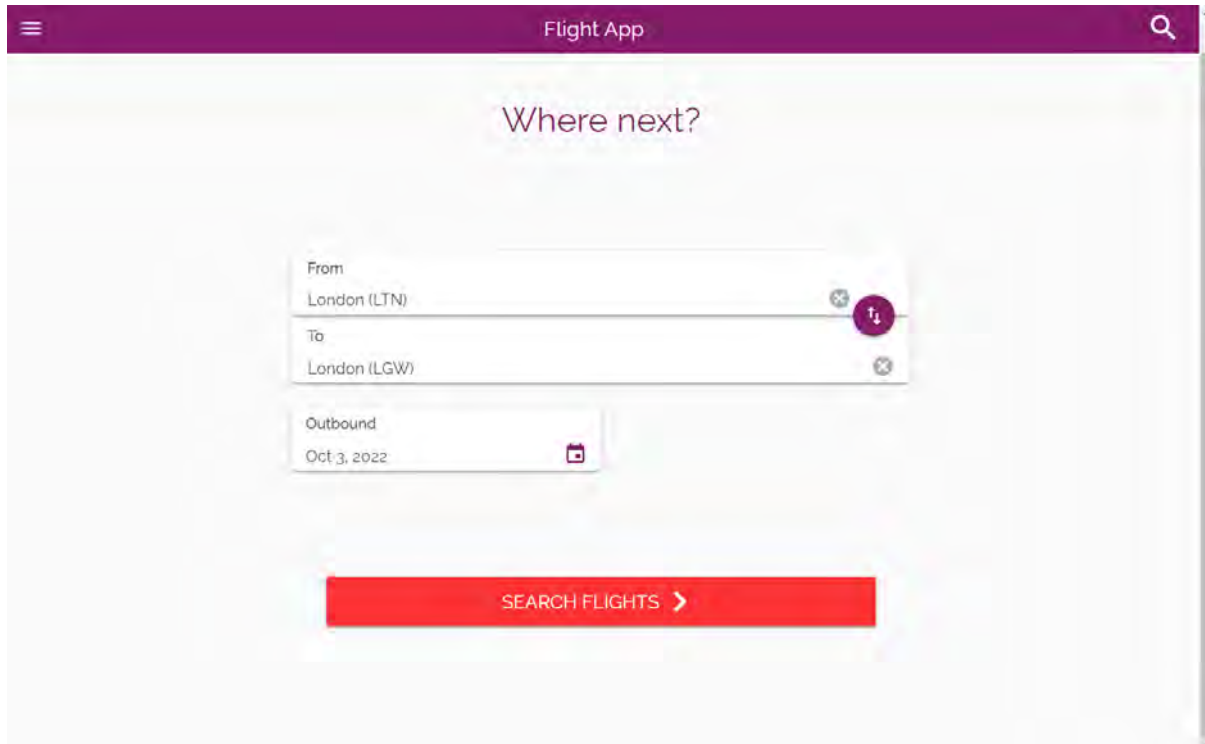 Flight App
Where next?
From
London (LTN)
To
London (LGW)
Outbound
Oct 3, 2022
SEARCH FLIGHTS